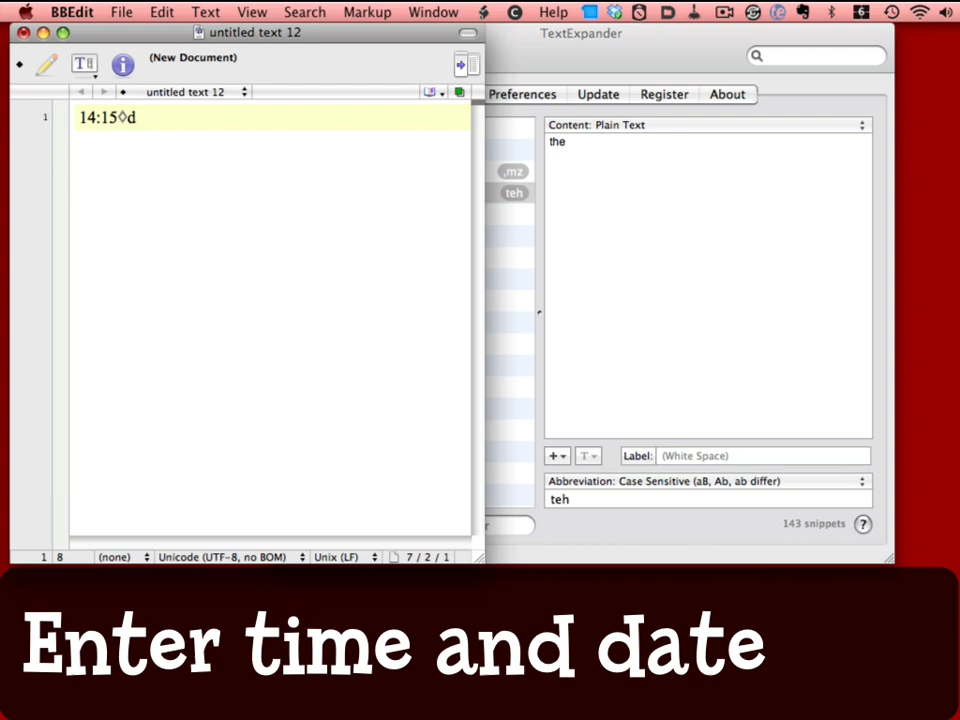 BBEdit File Edit Text View Search Markup Window Help 6
untitled text 12
TextExpander
(New Document)
untitled text 12
Preferences Update Register About
1 14:15◊d
Content: Plain Text
the
,mz
teh
Label: (White Space)
Abbreviation: Case Sensitive (aB, Ab, ab differ)
teh
143 snippets ?
1 8 (none) Unicode (UTF-8, no BOM) Unix (LF) 7 / 2 / 1
Enter time and date